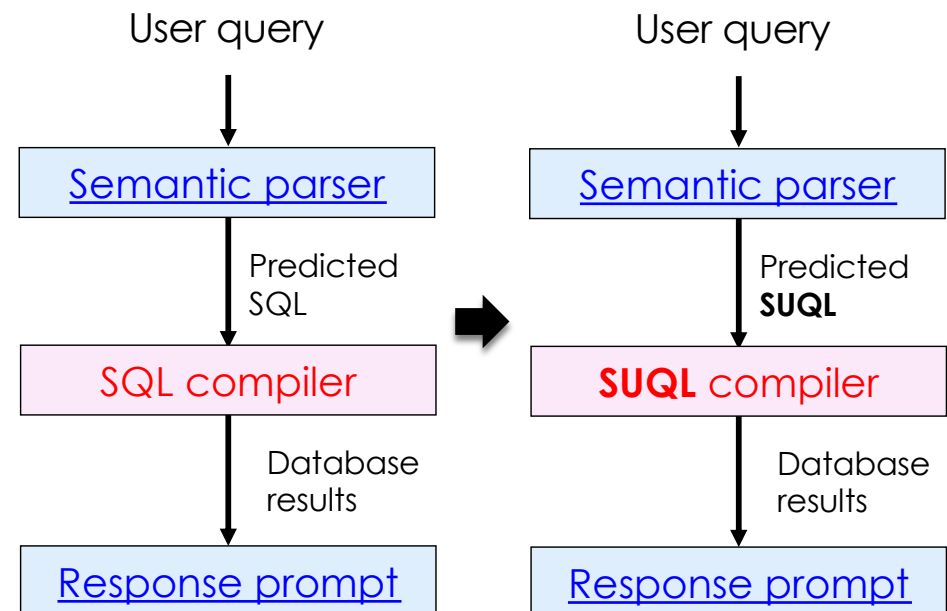 User query
Semantic parser
Predicted
SQL
SQL compiler
Database
results
Response prompt
User query
Semantic parser
Predicted
SUQL
SUQL compiler
Database
results
Response prompt